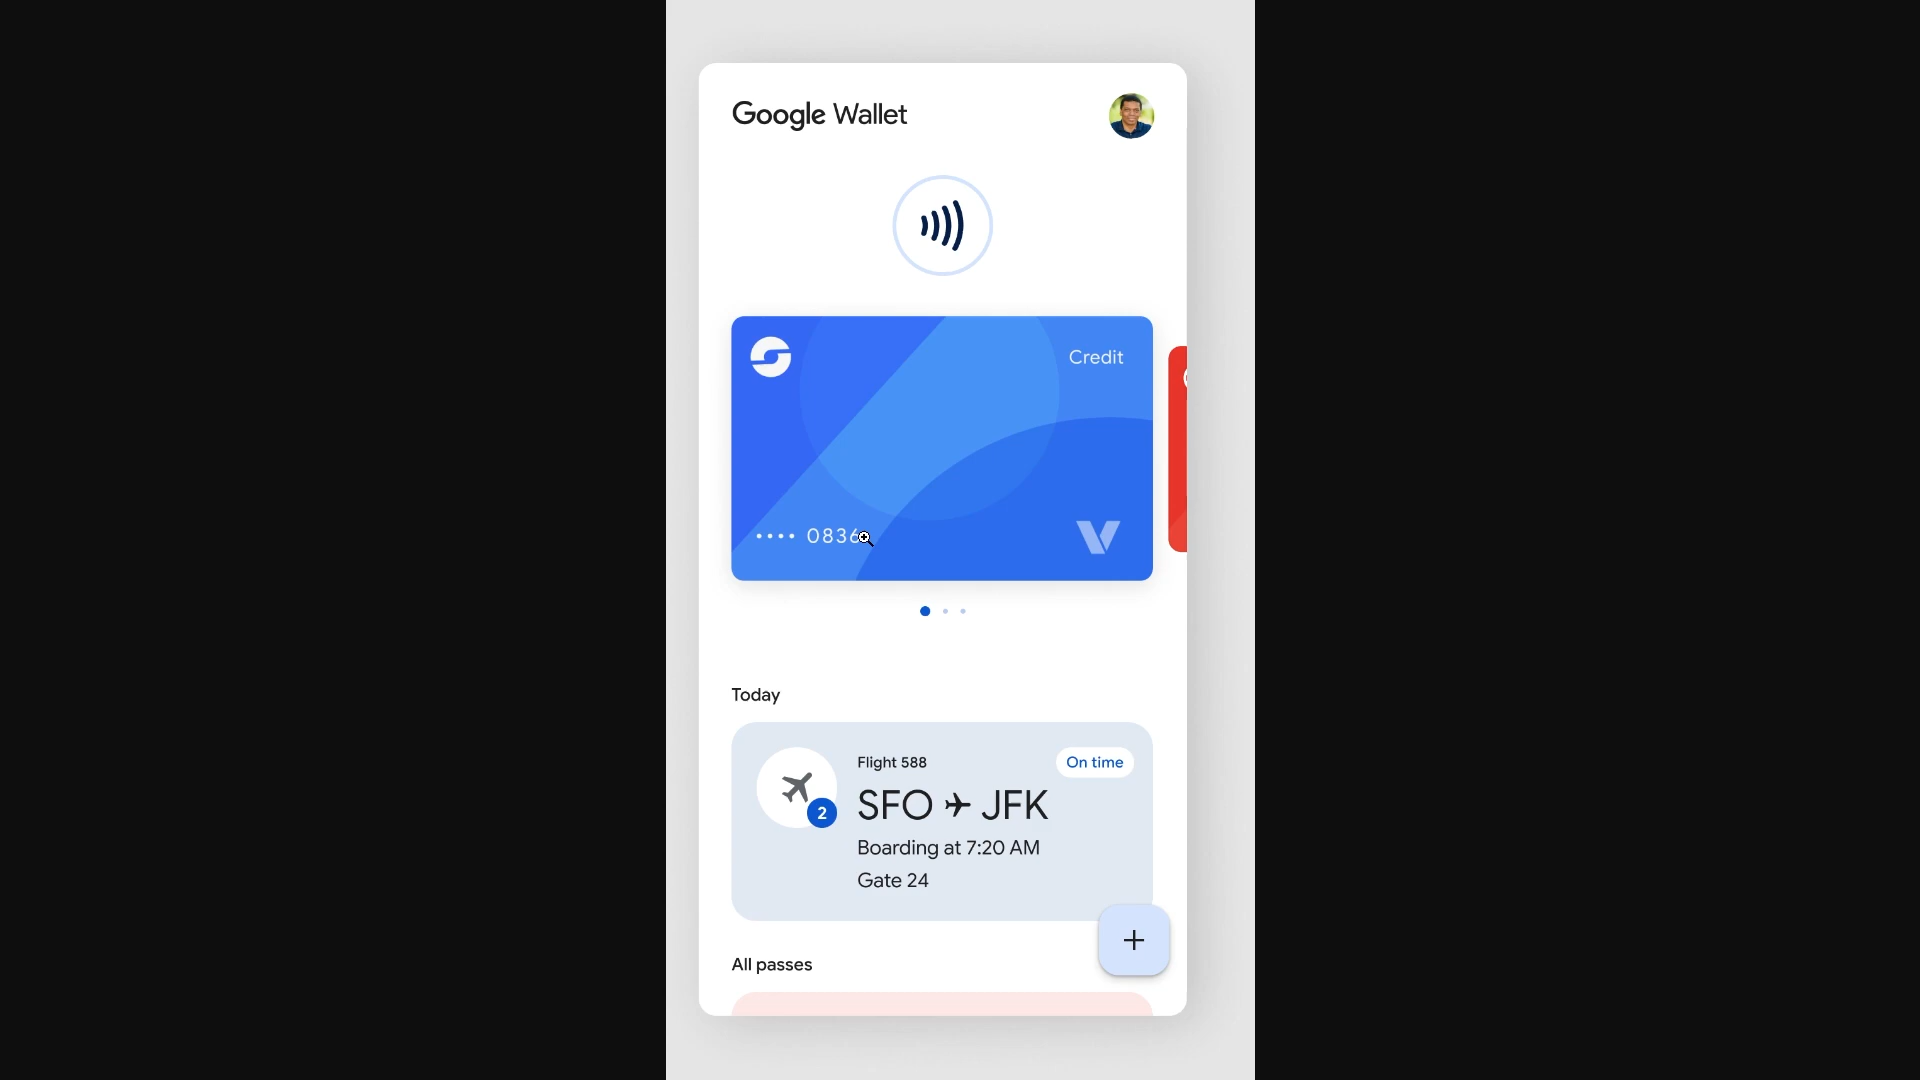 Google Wallet
Credit
•••• 0836
Today
Flight 588
On time
2
SFO ✈ JFK
Boarding at 7:20 AM
Gate 24
All passes